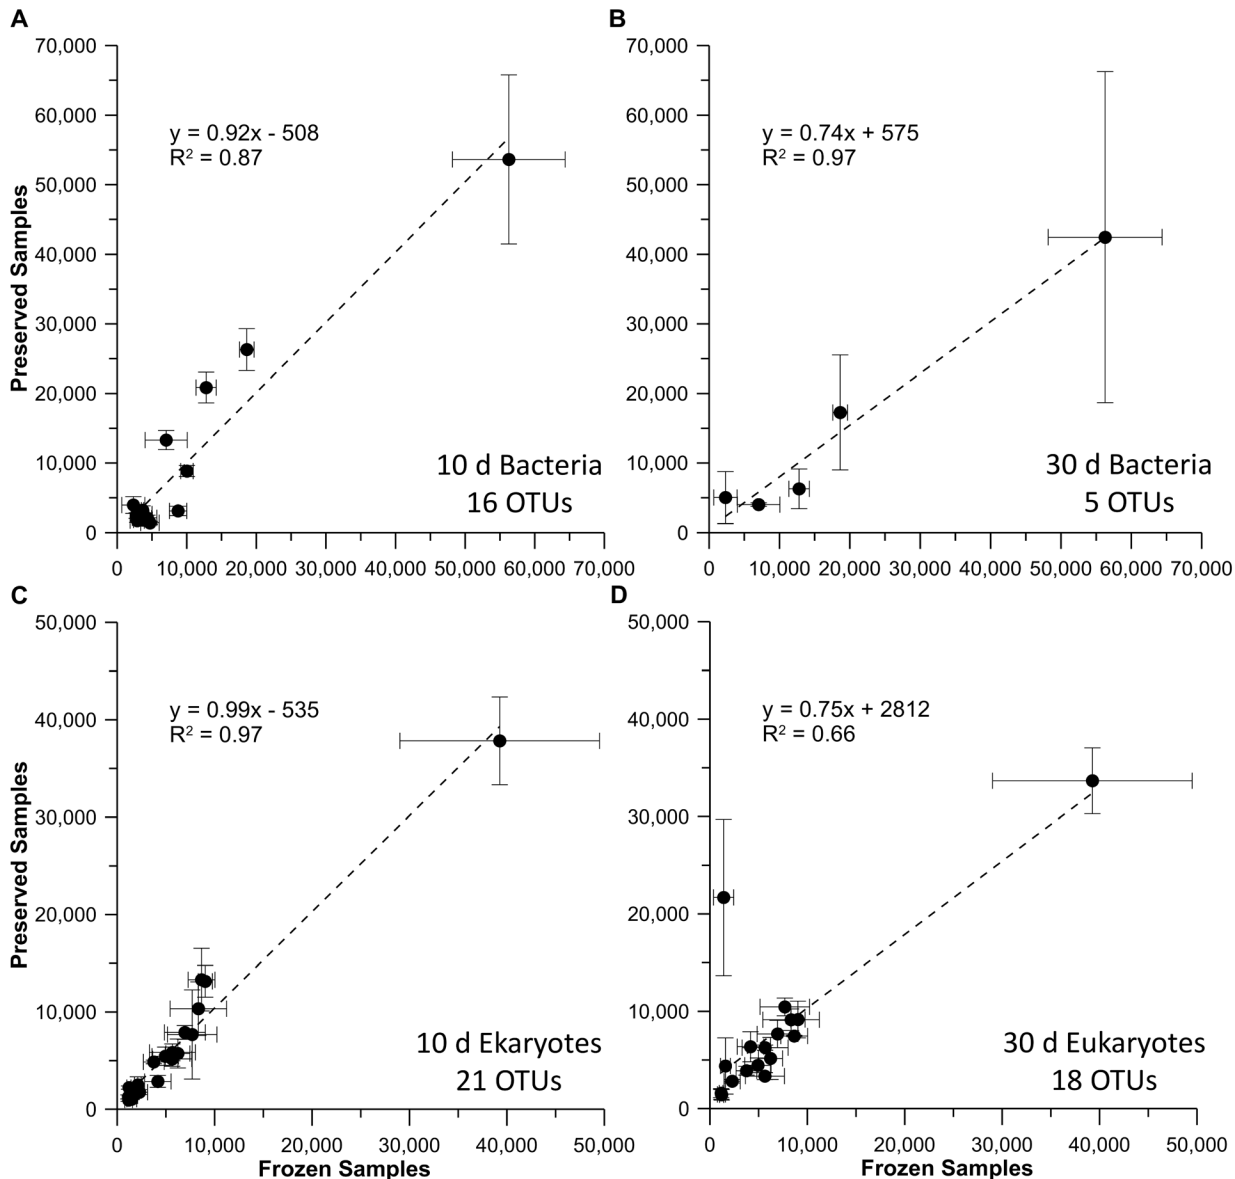 A
B
70,000
60,000
50,000
40,000
30,000
20,000
10,000
0
Preserved Samples
y = 0.92x - 508
R² = 0.87
10 d Bacteria
16 OTUs
0 10,000 20,000 30,000 40,000 50,000 60,000 70,000
70,000
60,000
50,000
40,000
30,000
20,000
10,000
0
y = 0.74x + 575
R² = 0.97
30 d Bacteria
5 OTUs
0 10,000 20,000 30,000 40,000 50,000 60,000 70,000
C
D
50,000
40,000
30,000
20,000
10,000
0
Preserved Samples
y = 0.99x - 535
R² = 0.97
10 d Ekaryotes
21 OTUs
0 10,000 20,000 30,000 40,000 50,000
Frozen Samples
50,000
40,000
30,000
20,000
10,000
0
y = 0.75x + 2812
R² = 0.66
30 d Eukaryotes
18 OTUs
0 10,000 20,000 30,000 40,000 50,000
Frozen Samples